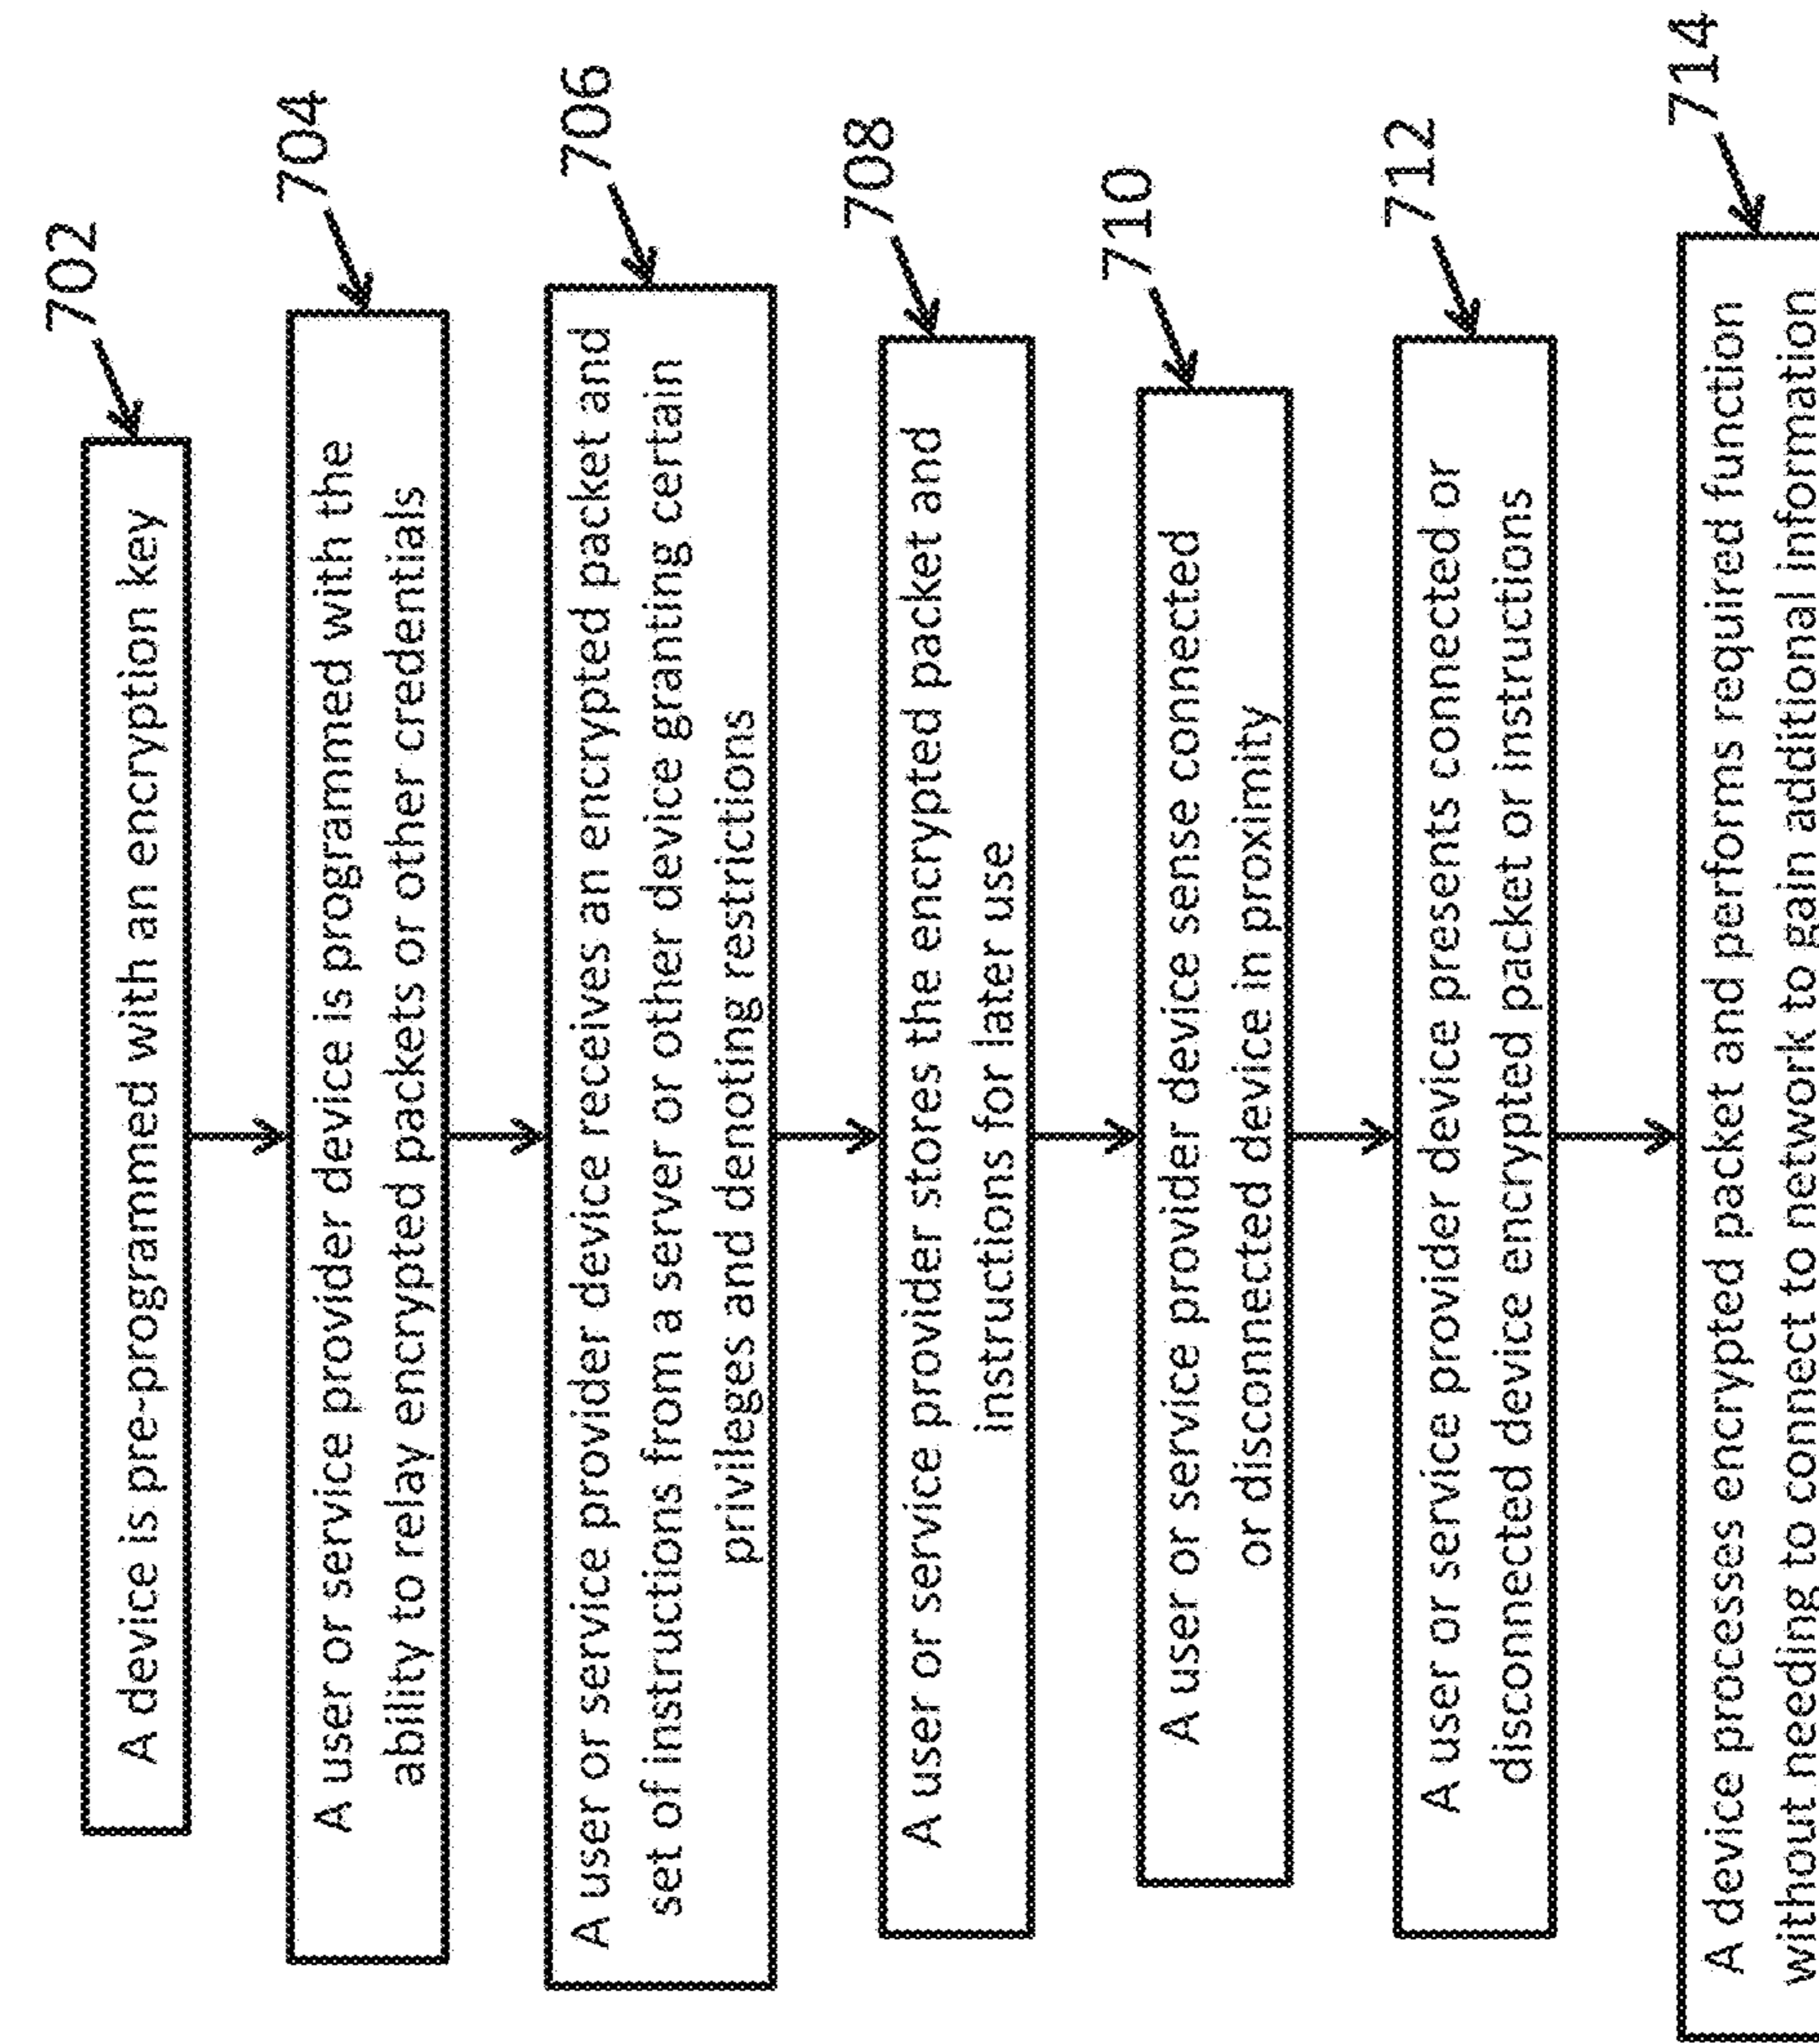 702
A device is pre-programmed with an encryption key
704
A user or service provider device is programmed with the
ability to relay encrypted packets or other credentials
706
A user or service provider device receives an encrypted packet and
set of instructions from a server or other device granting certain
privileges and denoting restrictions
708
A user or service provider stores the encrypted packet and
instructions for later use
710
A user or service provider device sense connected
or disconnected device in proximity
712
A user or service provider device presents connected or
disconnected device encrypted packet or instructions
714
A device processes encrypted packet and performs required function
without needing to connect to network to gain additional information